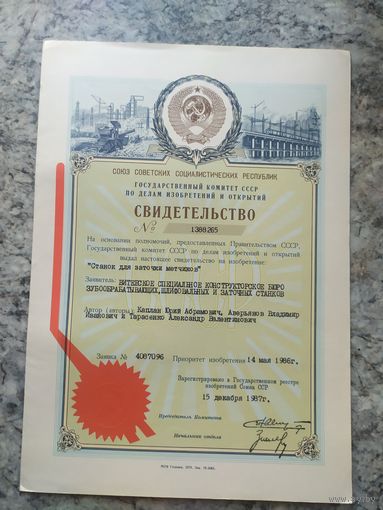 СОЮЗ СОВЕТСКИХ СОЦИАЛИСТИЧЕСКИХ РЕСПУБЛИК
ГОСУДАРСТВЕННЫЙ КОМИТЕТ СССР
ПО ДЕЛАМ ИЗОБРЕТЕНИЙ И ОТКРЫТИЙ
СВИДЕТЕЛЬСТВО
№ 1388265
На основании полномочий, предоставленных Правительством СССР,
Государственный комитет СССР по делам изобретений и открытий
выдал настоящее свидетельство на изобретение:
"Станок для заточки метчиков"
Заявитель: ВИТЕБСКОЕ СПЕЦИАЛЬНОЕ КОНСТРУКТОРСКОЕ БЮРО
ЗУБООБРАБАТЫВАЮЩИХ, ШЛИФОВАЛЬНЫХ И ЗАТОЧНЫХ СТАНКОВ
Автор (авторы): Каплан Юрий Абрамович, Аверьянов Владимир
Иванович и Тарасенко Александр Валентинович
Заявка № 4087096 Приоритет изобретения 14 мая 1986г.
Зарегистрировано в Государственном реестре
изобретений Союза ССР
15 декабря 1987г.
Председатель Комитета
Начальник отдела